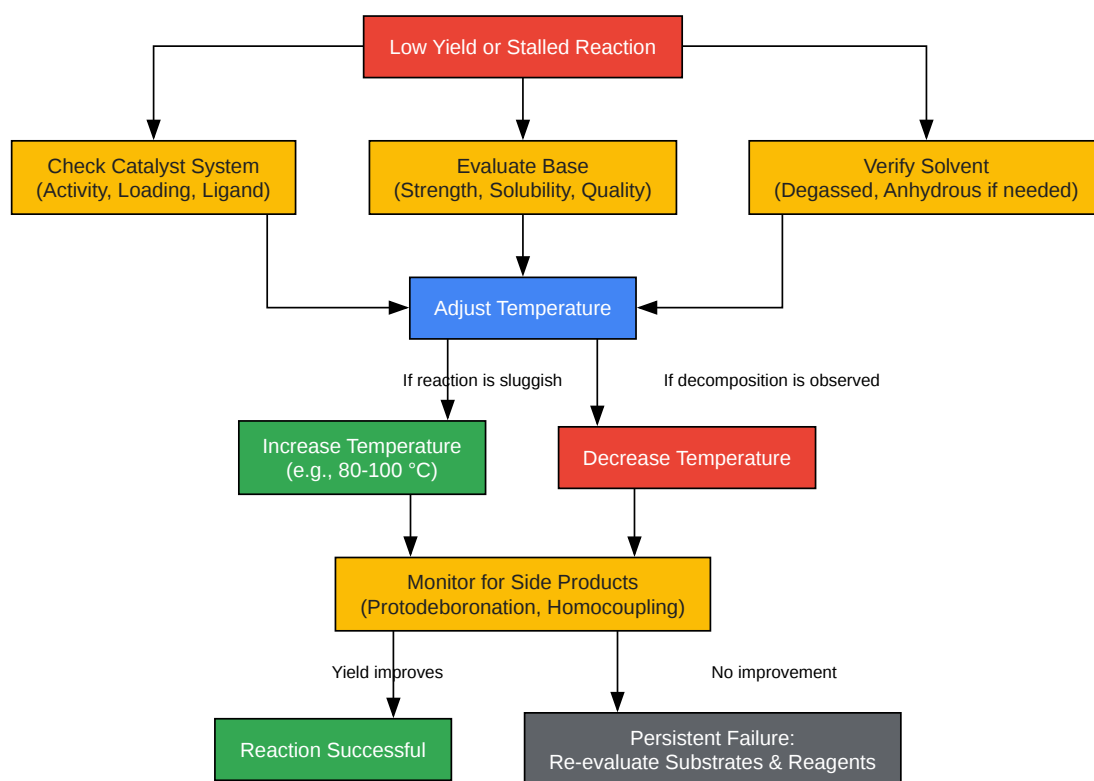 Low Yield or Stalled Reaction
Check Catalyst System
(Activity, Loading, Ligand)
Evaluate Base
(Strength, Solubility, Quality)
Verify Solvent
(Degassed, Anhydrous if needed)
Adjust Temperature
If reaction is sluggish
If decomposition is observed
Increase Temperature
(e.g., 80-100 °C)
Decrease Temperature
Monitor for Side Products
(Protodeboronation, Homocoupling)
Yield improves
No improvement
Reaction Successful
Persistent Failure:
Re-evaluate Substrates & Reagents